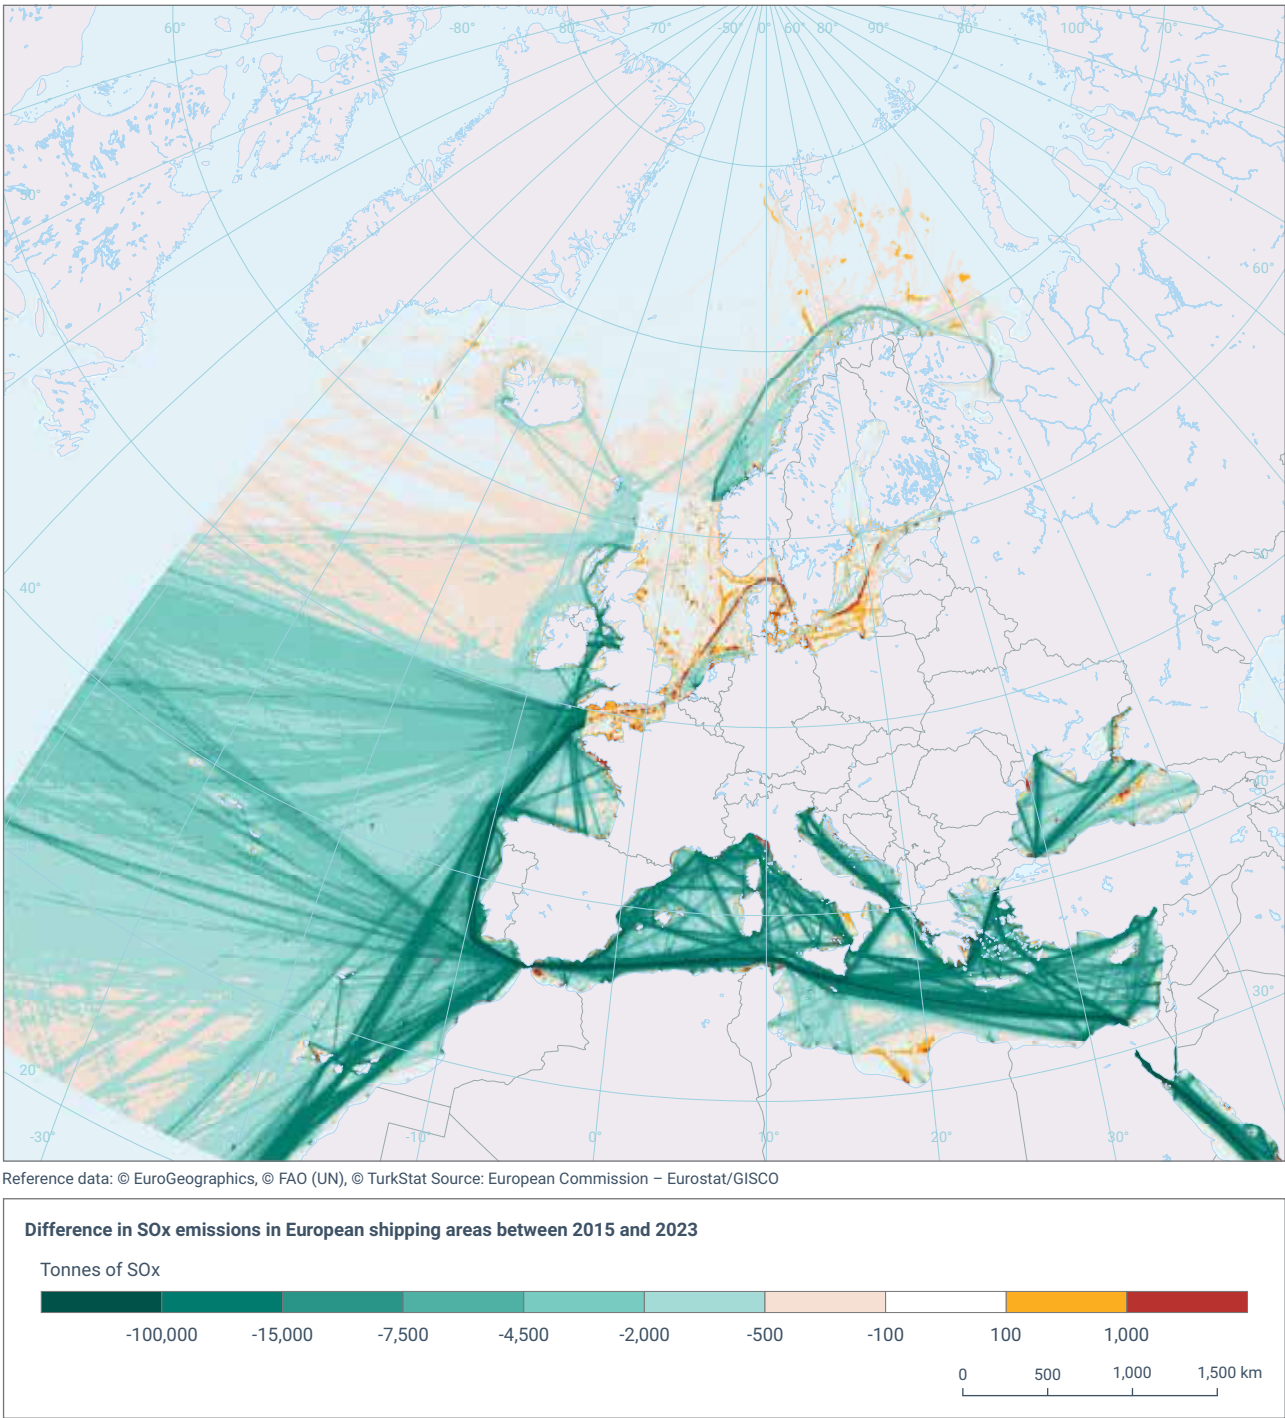 60° 70° -80° 80° -70° -50° 0° 60° 80° 90° 80° 100° 70°
50°
60°
50°
40°
40°
30°
20°
-30° -10° 0° 10° 20° 30°
Reference data: © EuroGeographics, © FAO (UN), © TurkStat Source: European Commission – Eurostat/GISCO
Difference in SOx emissions in European shipping areas between 2015 and 2023
Tonnes of SOx
-100,000 -15,000 -7,500 -4,500 -2,000 -500 -100 100 1,000
0 500 1,000 1,500 km